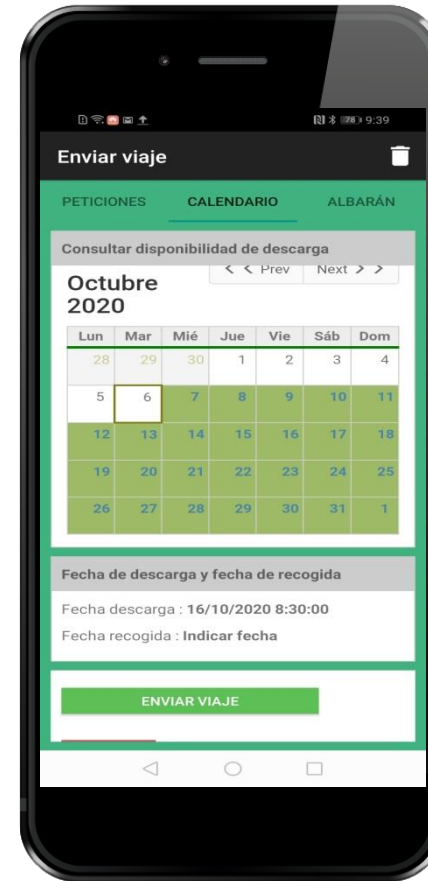 78 9:39
Enviar viaje
PETICIONES CALENDARIO ALBARÁN
Consultar disponibilidad de descarga
Octubre
2020
< < Prev Next > >
Lun Mar Mié Jue Vie Sáb Dom
28 29 30 1 2 3 4
5 6 7 8 9 10 11
12 13 14 15 16 17 18
19 20 21 22 23 24 25
26 27 28 29 30 31 1
Fecha de descarga y fecha de recogida
Fecha descarga : 16/10/2020 8:30:00
Fecha recogida : Indicar fecha
ENVIAR VIAJE